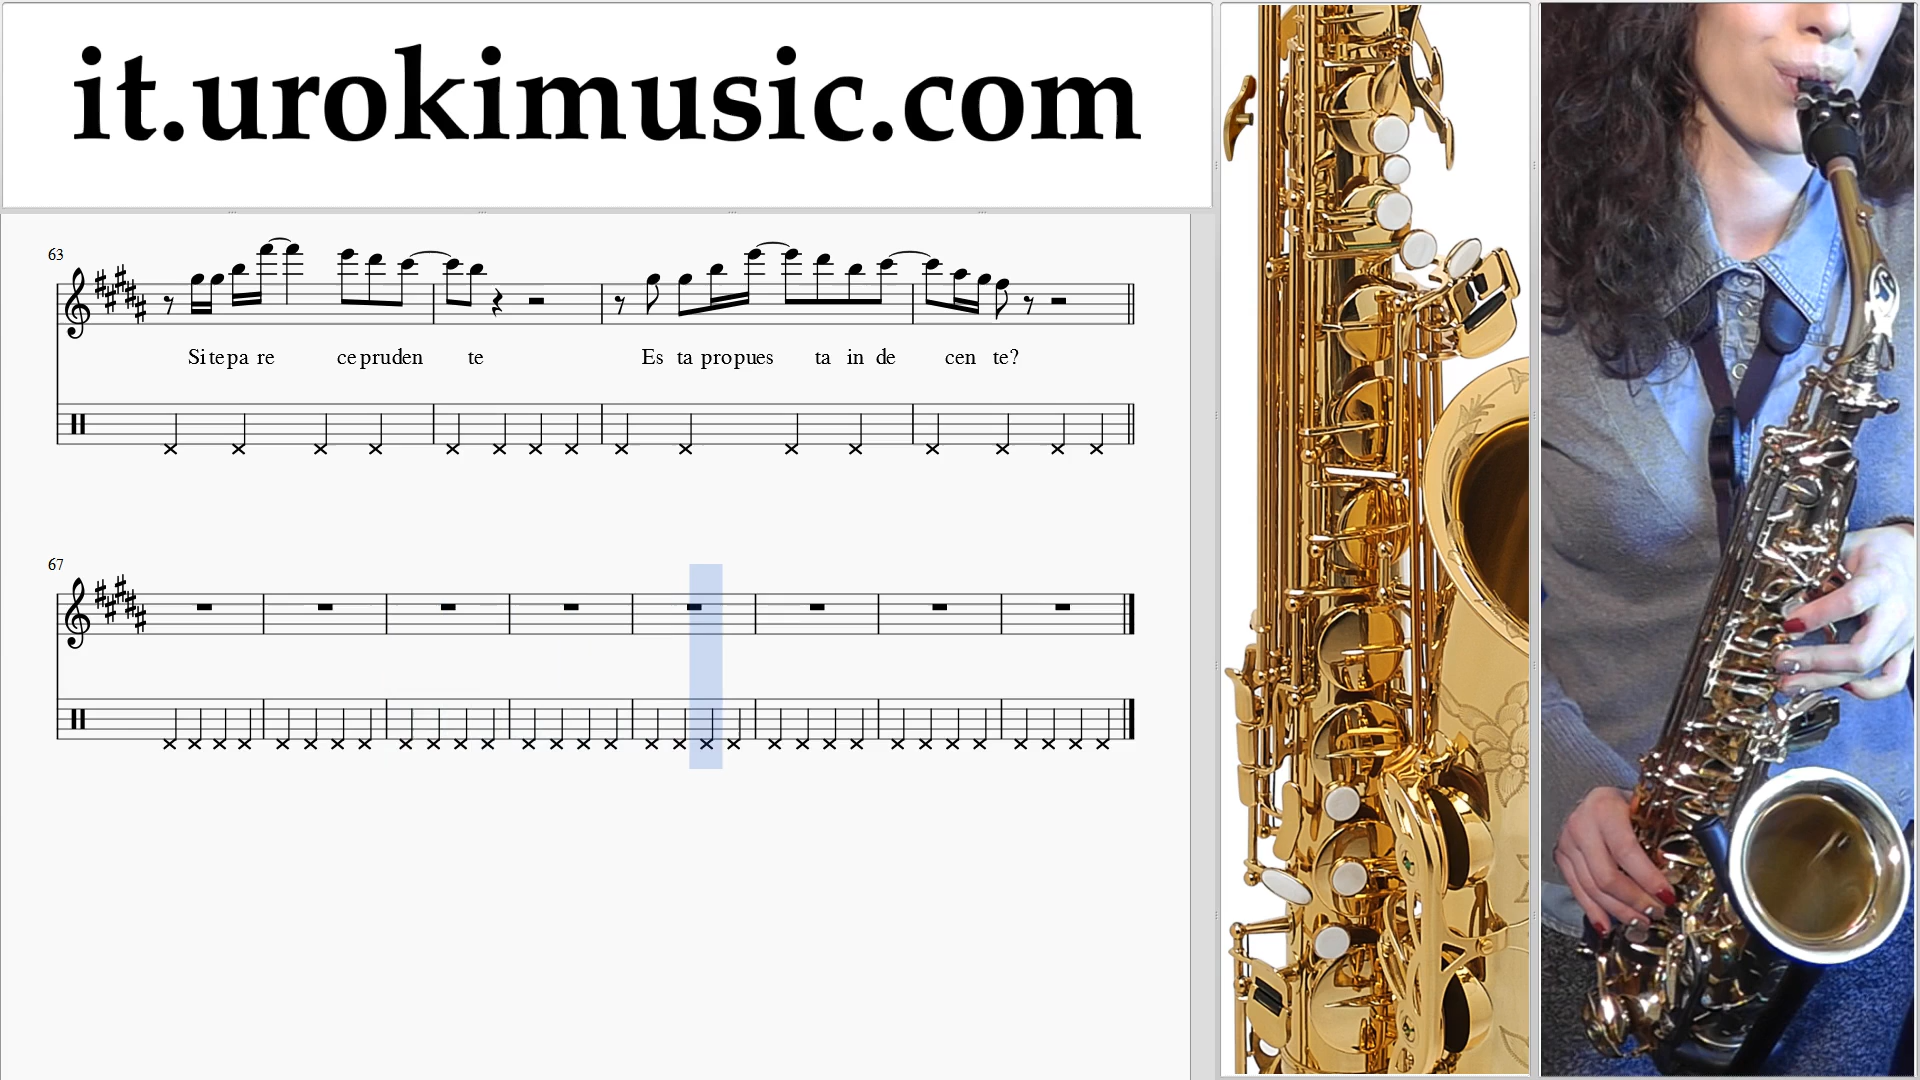 it.urokimusic.com
63
Si te pa re ce pruden te Es ta propues ta in de cen te?
67